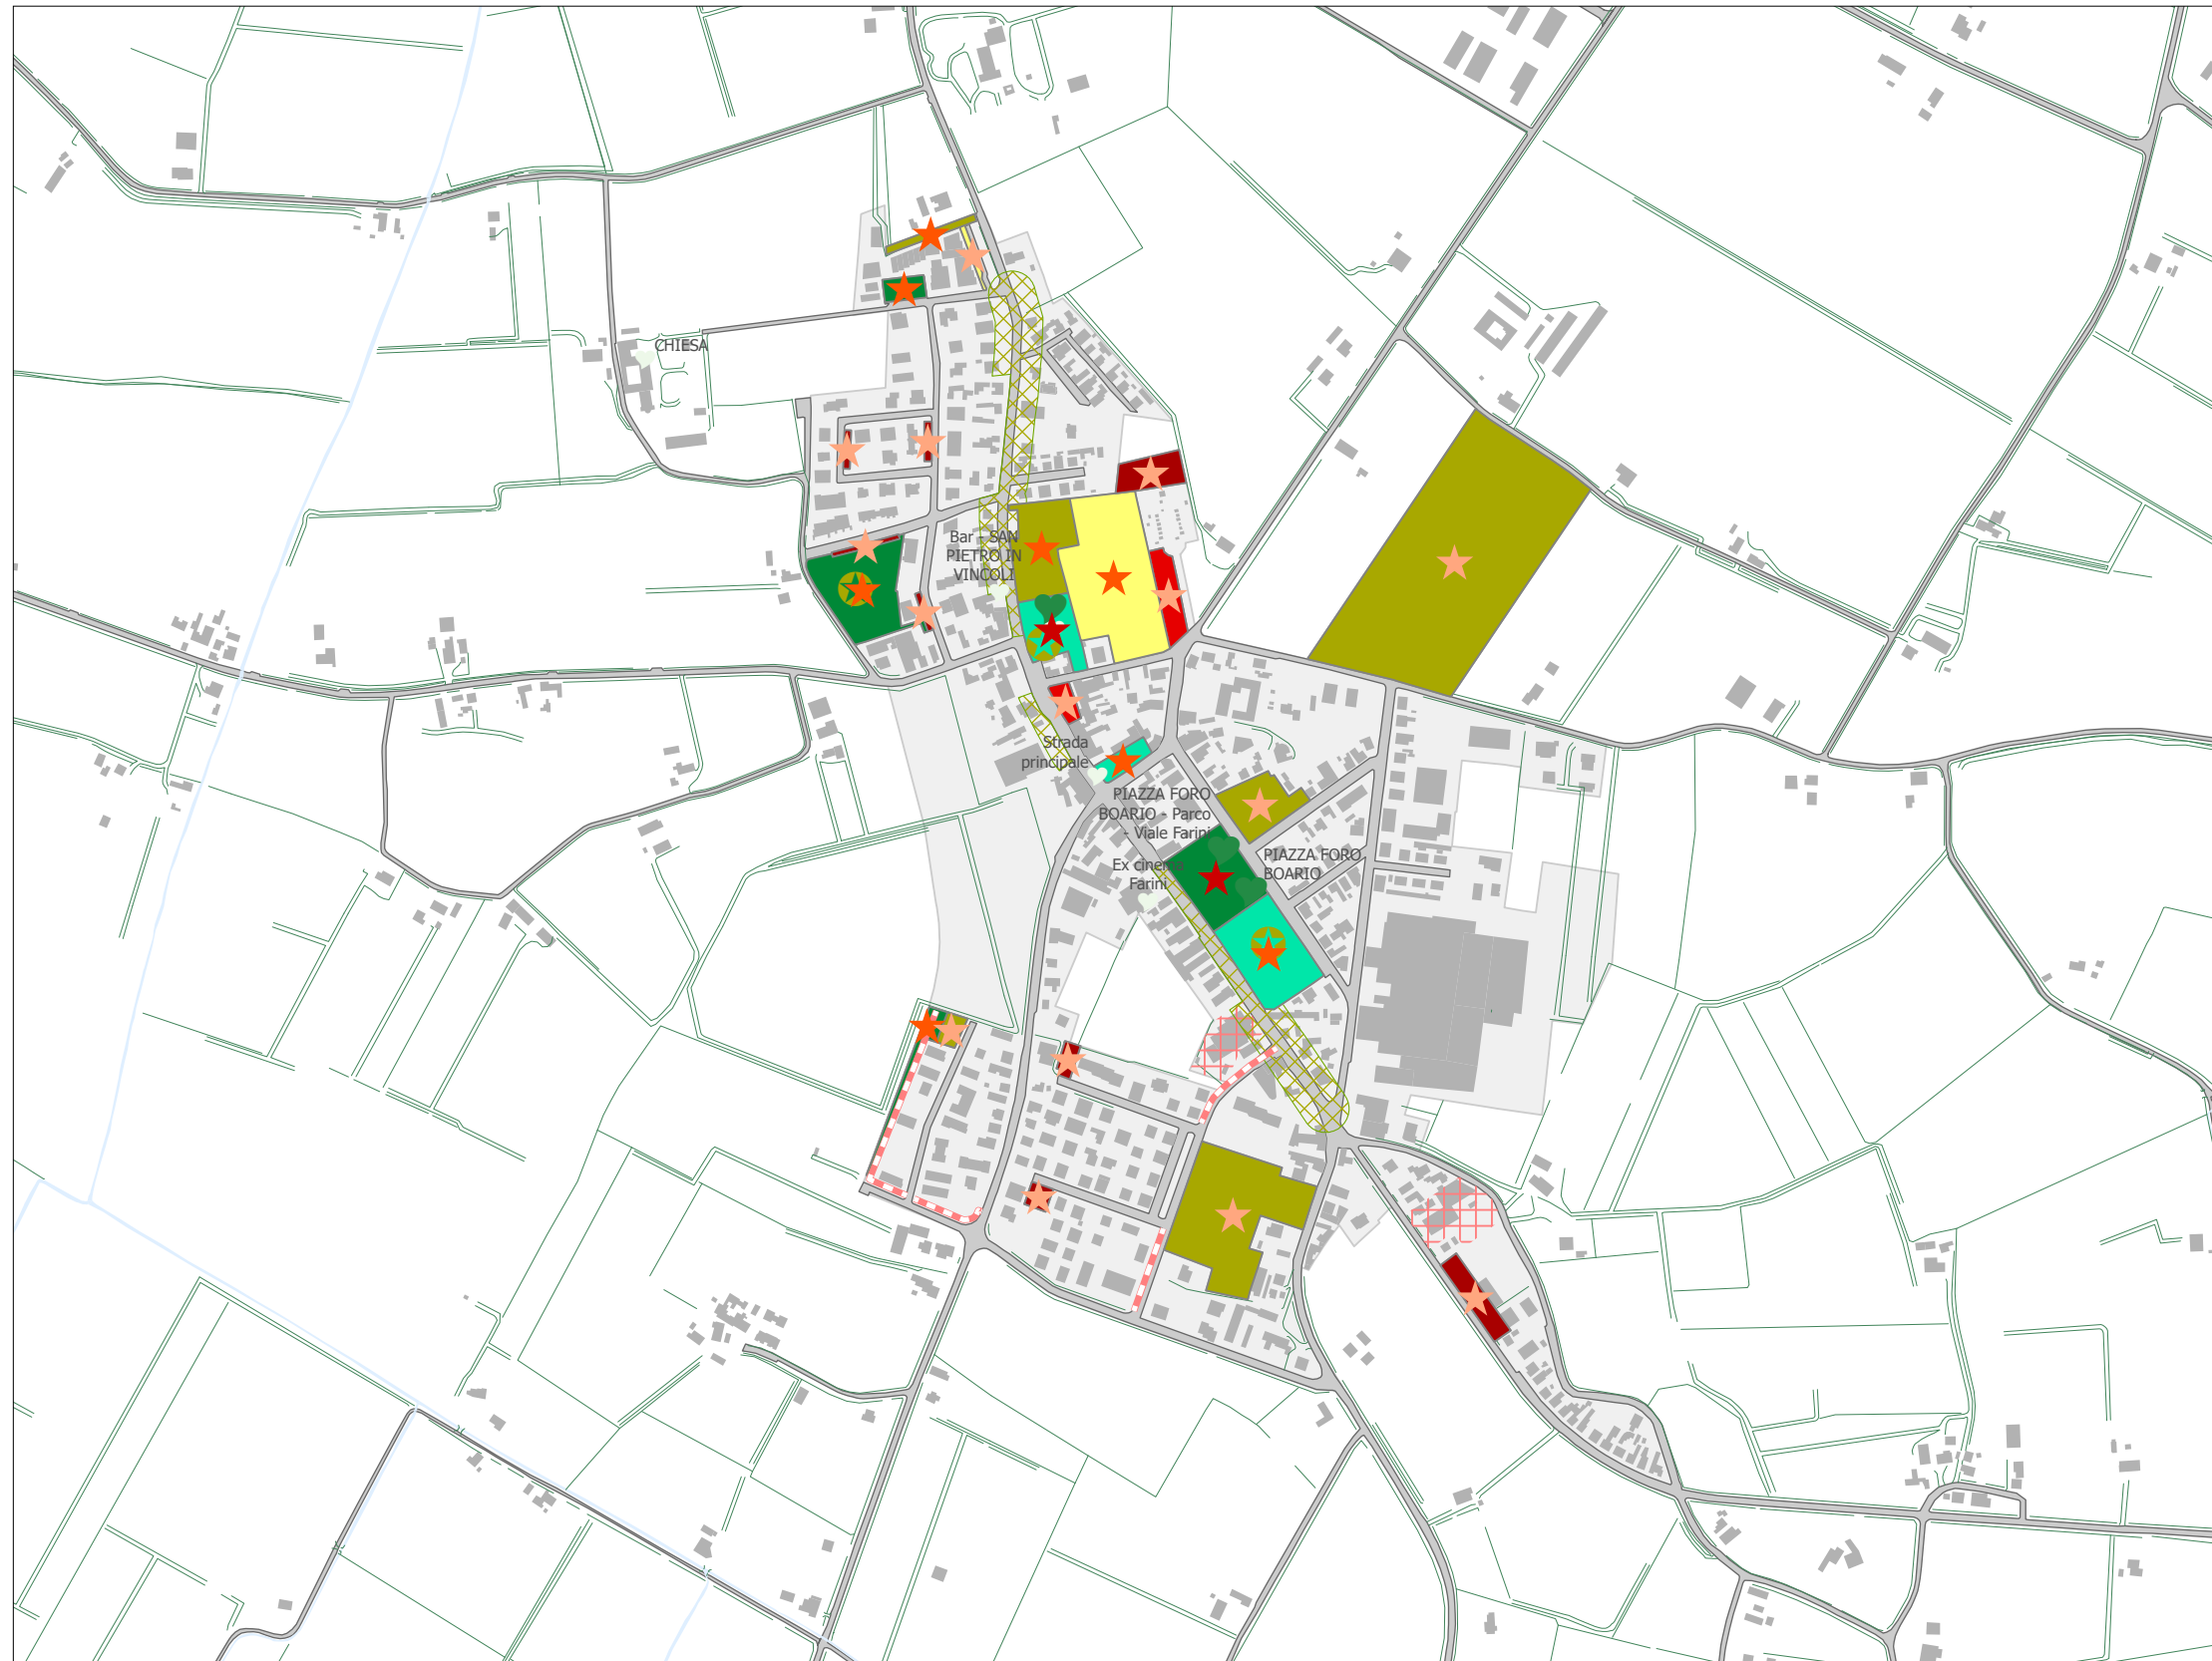 CHIESA
Bar - SAN
PIETRO IN
VINCOLI
Strada
principale
PIAZZA FORO
BOARIO - Parco
- Viale Farini
PIAZZA FORO
BOARIO
Ex cinema
Farini